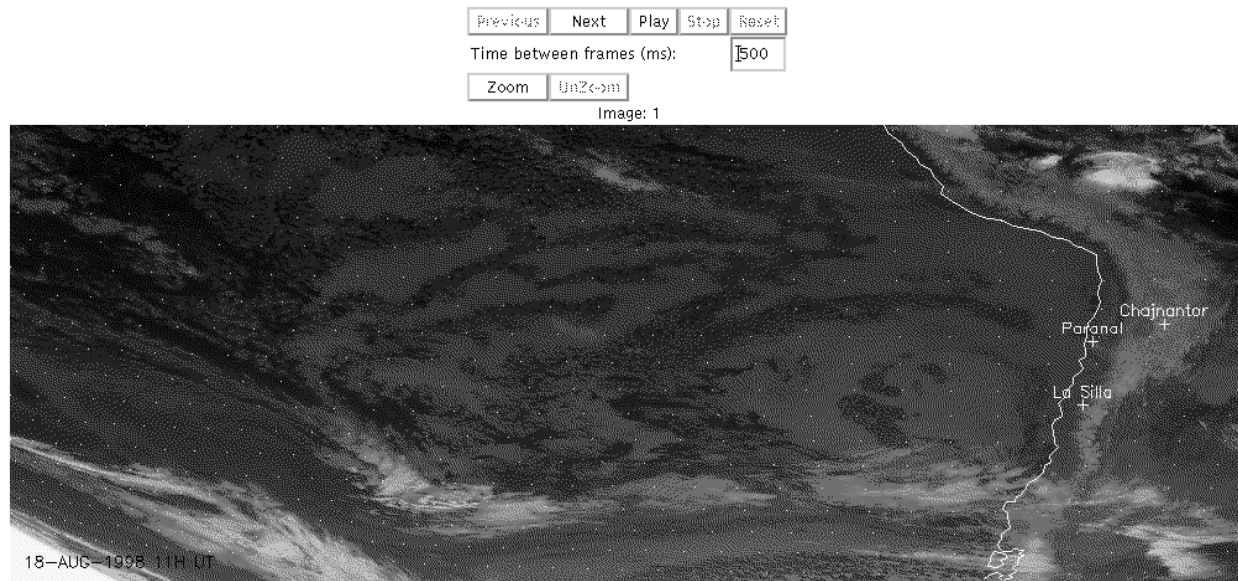 Previous Next Play Stop Reset
Time between frames (ms): 500
Zoom UnZoom
Image: 1
Chajnantor
Paranal
La Silla
18-AUG-1998 11H UT